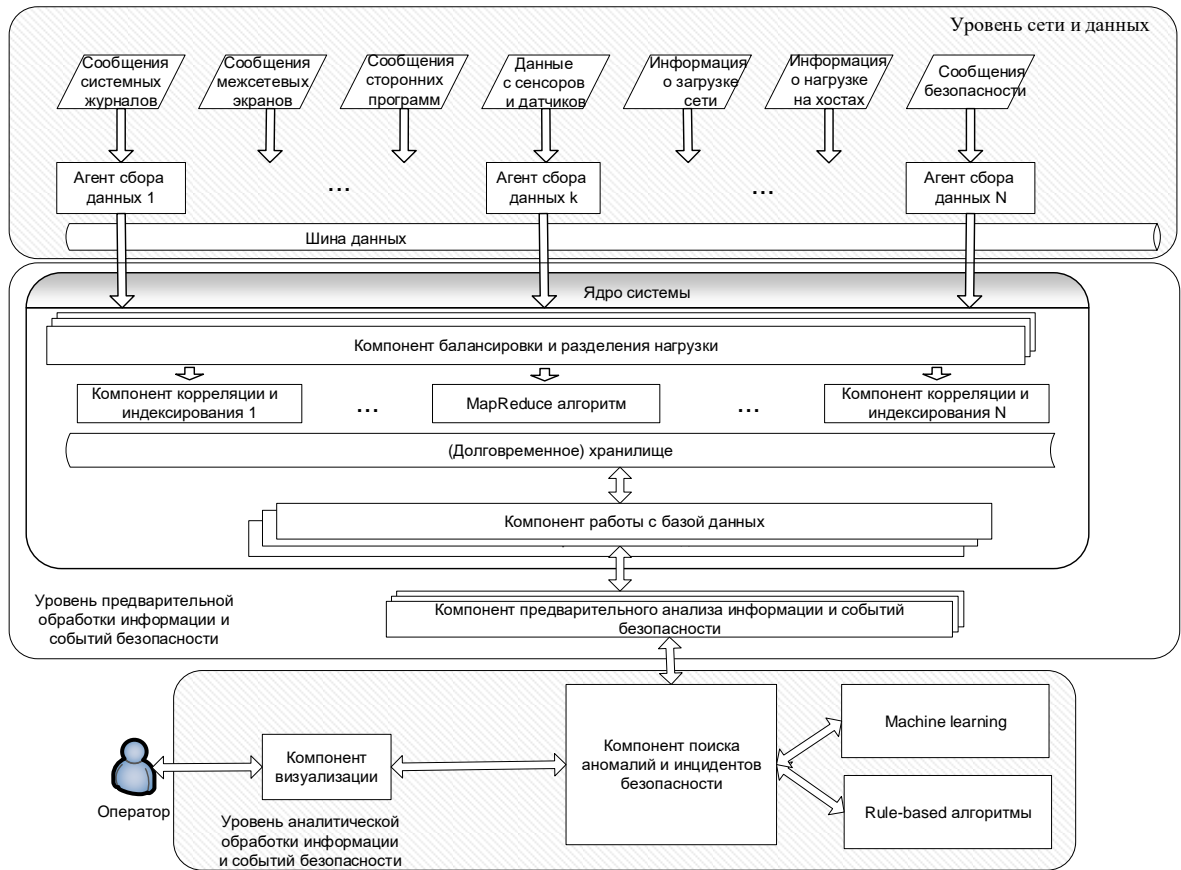 Уровень сети и данных
Сообщения
системных
журналов
Сообщения
межсетевых
экранов
Сообщения
сторонних
программ
Данные
с сенсоров
и датчиков
Информация
о загрузке
сети
Информация
о нагрузке
на хостах
Сообщения
безопасности
Агент сбора
данных 1
...
Агент сбора
данных k
...
Агент сбора
данных N
Шина данных
Ядро системы
Компонент балансировки и разделения нагрузки
Компонент корреляции и
индексирования 1
...
MapReduce алгоритм
...
Компонент корреляции и
индексирования N
(Долговременное) хранилище
Компонент работы с базой данных
Уровень предварительной
обработки информации и
событий безопасности
Компонент предварительного анализа информации и событий
безопасности
Оператор
Компонент
визуализации
Компонент поиска
аномалий и инцидентов
безопасности
Machine learning
Rule-based алгоритмы
Уровень аналитической
обработки информации
и событий безопасности